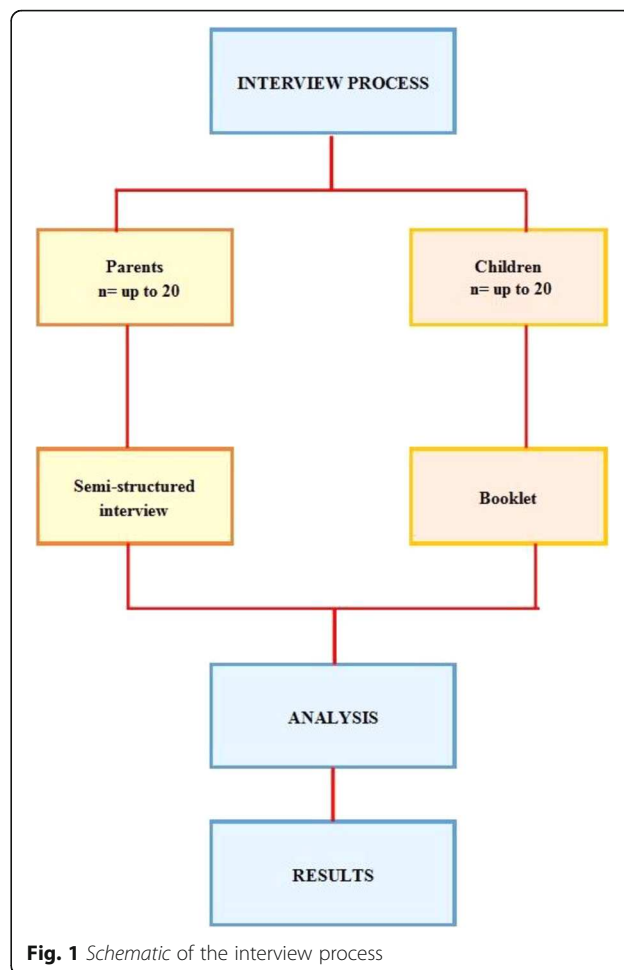 INTERVIEW PROCESS
Parents
n= up to 20
Children
n= up to 20
Semi-structured
interview
Booklet
ANALYSIS
RESULTS
Fig. 1 Schematic of the interview process